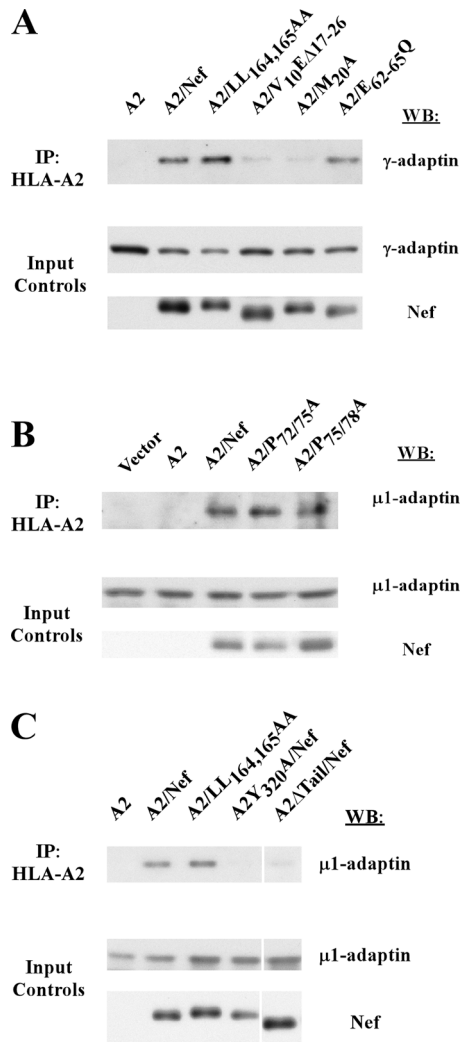 A
A2
A2/Nef
A2/LL164,165AA
A2/V10EΔ17-26
A2/M20A
A2/E62-65Q
WB:
IP:
HLA-A2
γ-adaptin
Input
Controls
γ-adaptin
Nef
B
Vector
A2
A2/Nef
A2/P72/75A
A2/P75/78A
WB:
IP:
HLA-A2
μ1-adaptin
Input
Controls
μ1-adaptin
Nef
C
A2
A2/Nef
A2/LL164,165AA
A2Y320A/Nef
A2ΔTail/Nef
WB:
IP:
HLA-A2
μ1-adaptin
Input
Controls
μ1-adaptin
Nef